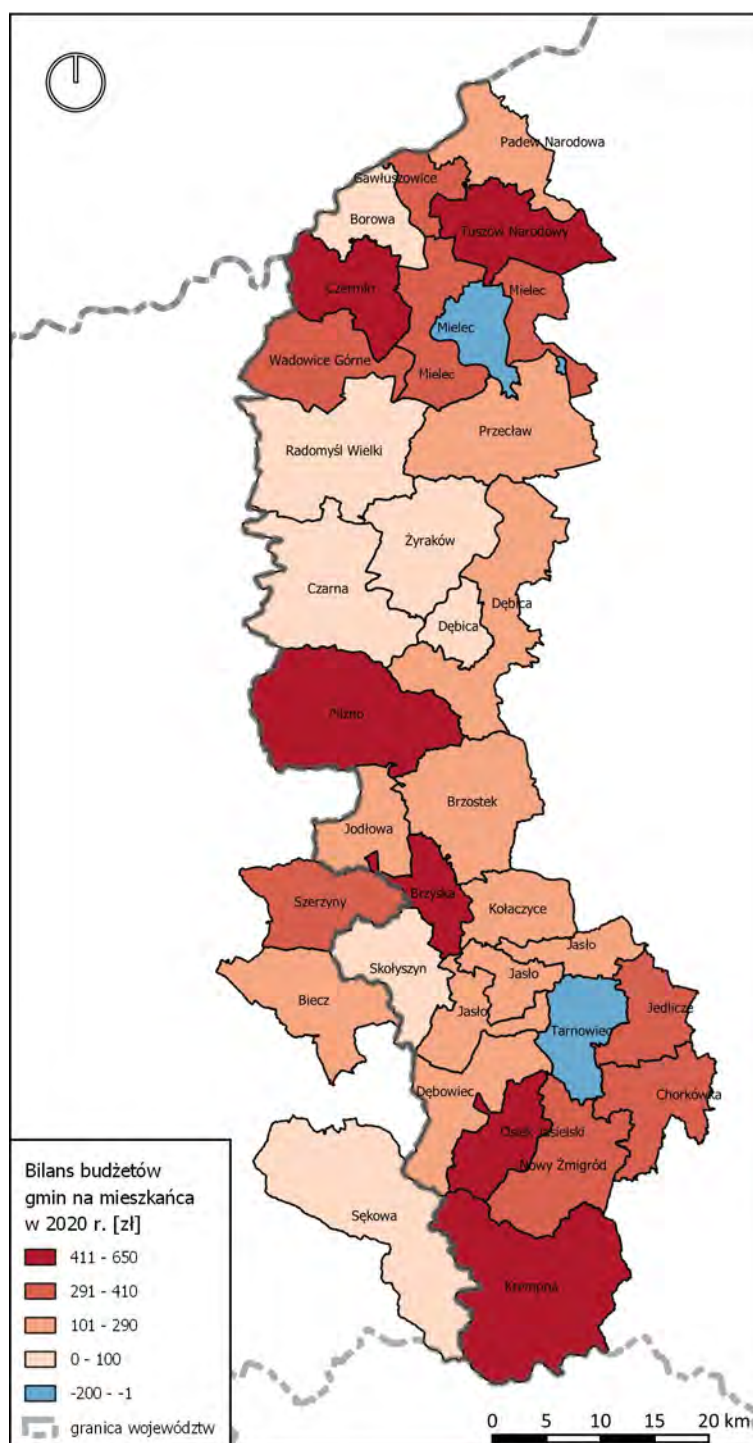 Padew Narodowa
Gawłuszowice
Borowa
Tuszów Narodowy
Czermin
Mielec
Mielec
Wadowice Górne
Mielec
Przecław
Radomyśl Wielki
Żyraków
Czarna
Dębica
Dębica
Pilzno
Brzostek
Jodłowa
Brzyska
Szerzyny
Kołaczyce
Jasło
Skołyszyn
Jasło
Biecz
Jasło
Tarnowiec
Jedlicze
Dębowiec
Chorkówka
Osiek Jasielski
Nowy Żmigród
Sękowa
Krempna
Bilans budżetów
gmin na mieszkańca
w 2020 r. [zł]
411 - 650
291 - 410
101 - 290
0 - 100
-200 - -1
granica województw
0 5 10 15 20 km